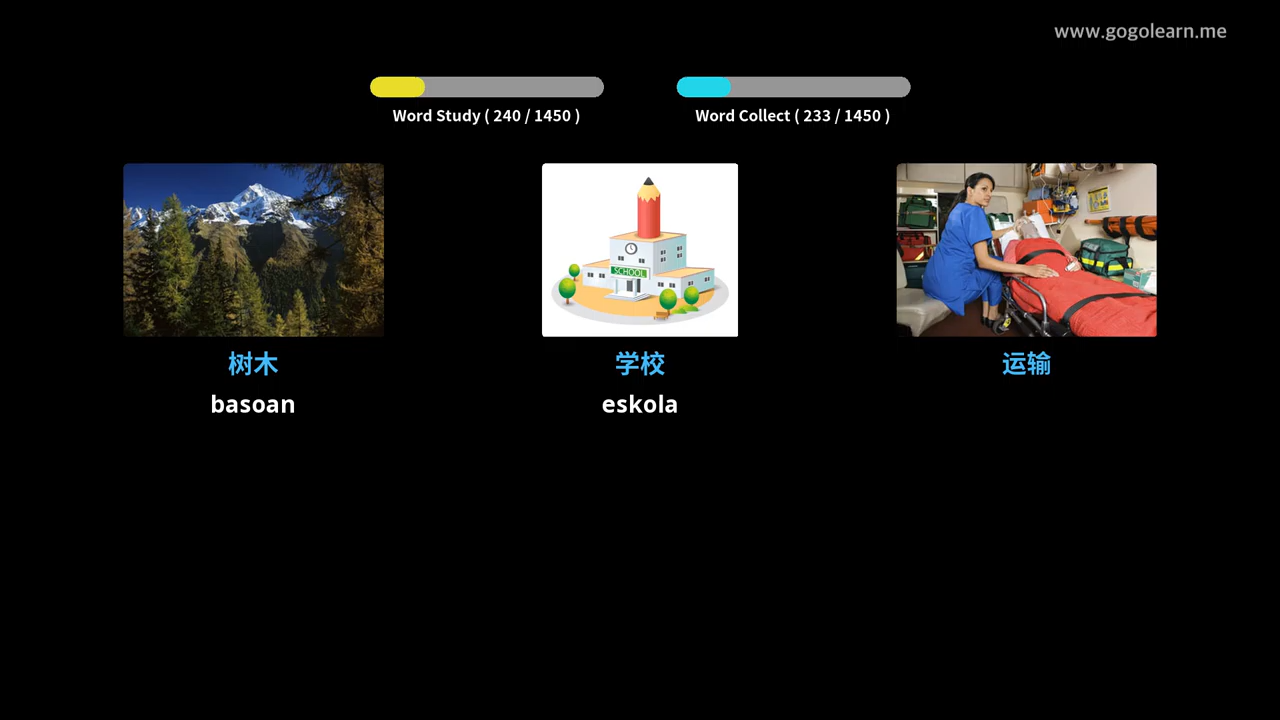 www.gogolearn.me
Word Study ( 240 / 1450 )
Word Collect ( 233 / 1450 )
SCHOOL
树木
学校
运输
basoan
eskola